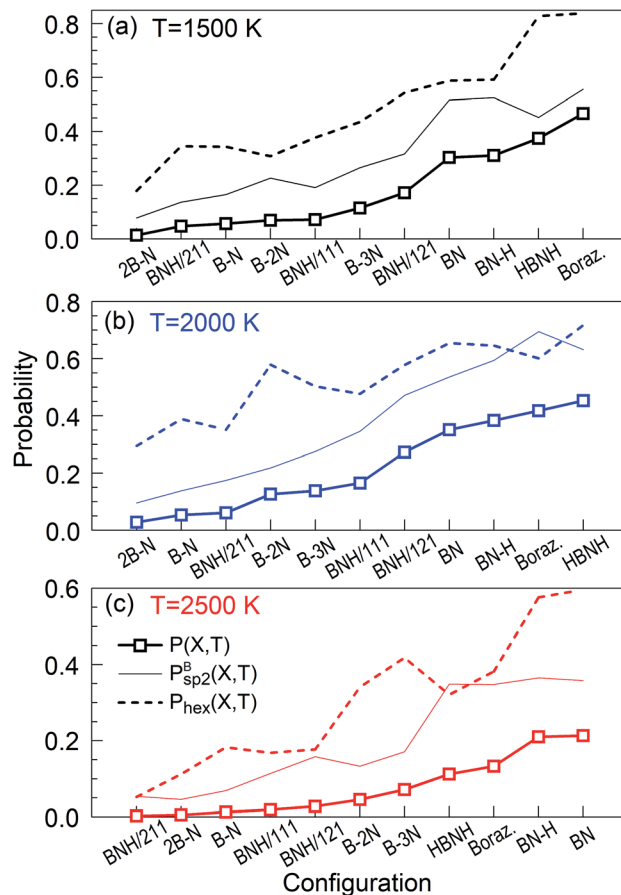 (a) T=1500 K
0.8
0.6
0.4
0.2
0.0
2B-N BNH/211 B-N B-2N BNH/111 B-3N BNH/121 BN BN-H HBNH Boraz.
Probability
(b) T=2000 K
0.8
0.6
0.4
0.2
0.0
2B-N B-N BNH/211 B-2N B-3N BNH/111 BNH/121 BN BN-H Boraz. HBNH
(c) T=2500 K
0.6
0.4
0.2
0.0
P(X,T)
P^B_sp2(X,T)
P_hex(X,T)
BNH/211 2B-N B-N BNH/111 BNH/121 B-2N B-3N HBNH Boraz. BN-H BN
Configuration